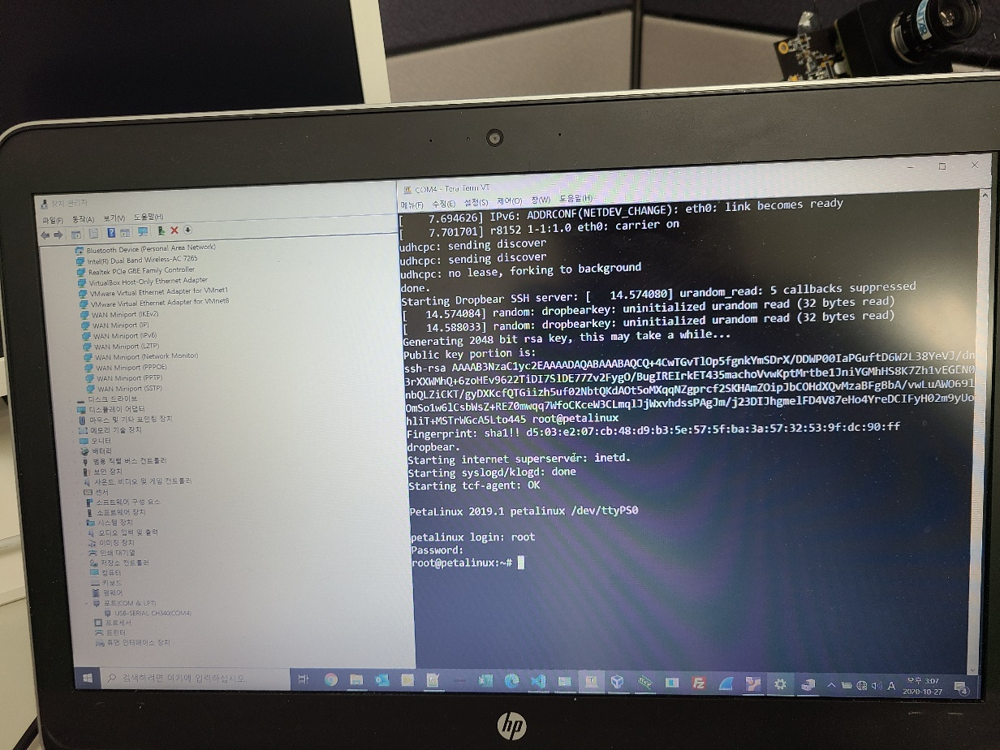 장치 관리자
파일(F) 동작(A) 보기(V) 도움말(H)
Bluetooth Device (Personal Area Network)
Intel(R) Dual Band Wireless-AC 7265
Realtek PCIe GBE Family Controller
VirtualBox Host-Only Ethernet Adapter
VMware Virtual Ethernet Adapter for VMnet1
VMware Virtual Ethernet Adapter for VMnet8
WAN Miniport (IKEv2)
WAN Miniport (IP)
WAN Miniport (IPv6)
WAN Miniport (L2TP)
WAN Miniport (Network Monitor)
WAN Miniport (PPPOE)
WAN Miniport (PPTP)
WAN Miniport (SSTP)
디스크 드라이브
디스플레이 어댑터
마우스 및 기타 포인팅 장치
메모리 기술 장치
모니터
배터리
범용 직렬 버스 컨트롤러
보안 장치
사운드, 비디오 및 게임 컨트롤러
센서
소프트웨어 구성 요소
소프트웨어 장치
시스템 장치
오디오 입력 및 출력
이미징 장치
인쇄 대기열
저장소 컨트롤러
컴퓨터
키보드
펌웨어
포트(COM & LPT)
USB-SERIAL CH340(COM4)
프로세서
프린터
휴먼 인터페이스 장치
COM4 - Tera Term VT
메뉴(F) 수정(E) 설정(S) 제어(O) 창(W) 도움말(H)
[ 7.694626] IPv6: ADDRCONF(NETDEV_CHANGE): eth0: link becomes ready
[ 7.701701] r8152 1-1:1.0 eth0: carrier on
udhcpc: sending discover
udhcpc: sending discover
udhcpc: no lease, forking to background
done.
Starting Dropbear SSH server: [ 14.574080] urandom_read: 5 callbacks suppressed
[ 14.574084] random: dropbearkey: uninitialized urandom read (32 bytes read)
[ 14.588033] random: dropbearkey: uninitialized urandom read (32 bytes read)
Generating 2048 bit rsa key, this may take a while...
Public key portion is:
ssh-rsa
root@petalinux
Fingerprint: sha1!! d5:03:e2:07:cb:48:d9:b3:5e:57:5f:ba:3a:57:32:53:9f:dc:90:ff
dropbear.
Starting internet superserver: inetd.
Starting syslogd/klogd: done
Starting tcf-agent: OK
PetaLinux 2019.1 petalinux /dev/ttyPS0
petalinux login: root
Password:
root@petalinux:~#
검색하려면 여기에 입력하십시오.
A
오후 3:07
2020-10-27
4
hp